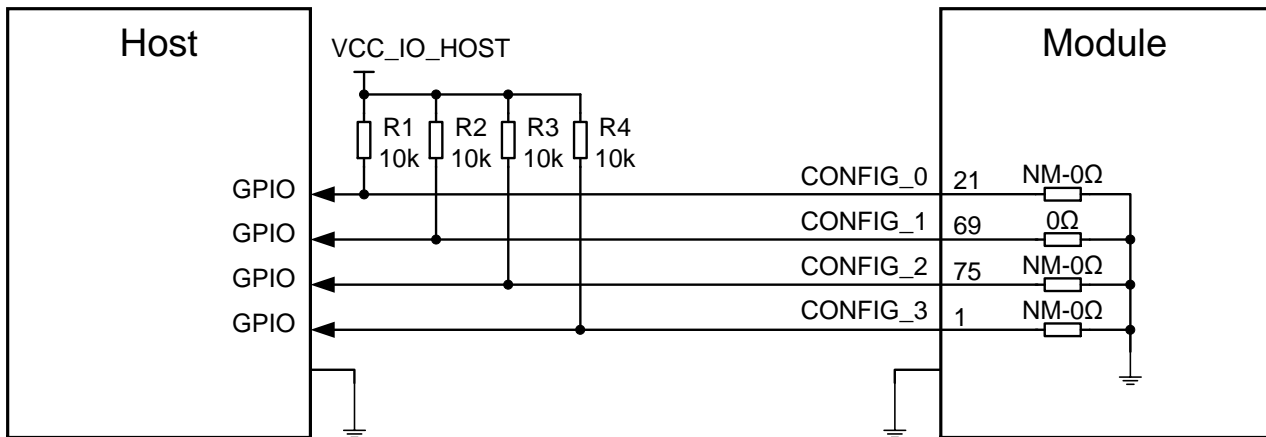 Host
Module
VCC_IO_HOST
R1 R2 R3 R4
10k 10k 10k 10k
GPIO CONFIG_0 21 NM-0Ω
GPIO CONFIG_1 69 0Ω
GPIO CONFIG_2 75 NM-0Ω
GPIO CONFIG_3 1 NM-0Ω